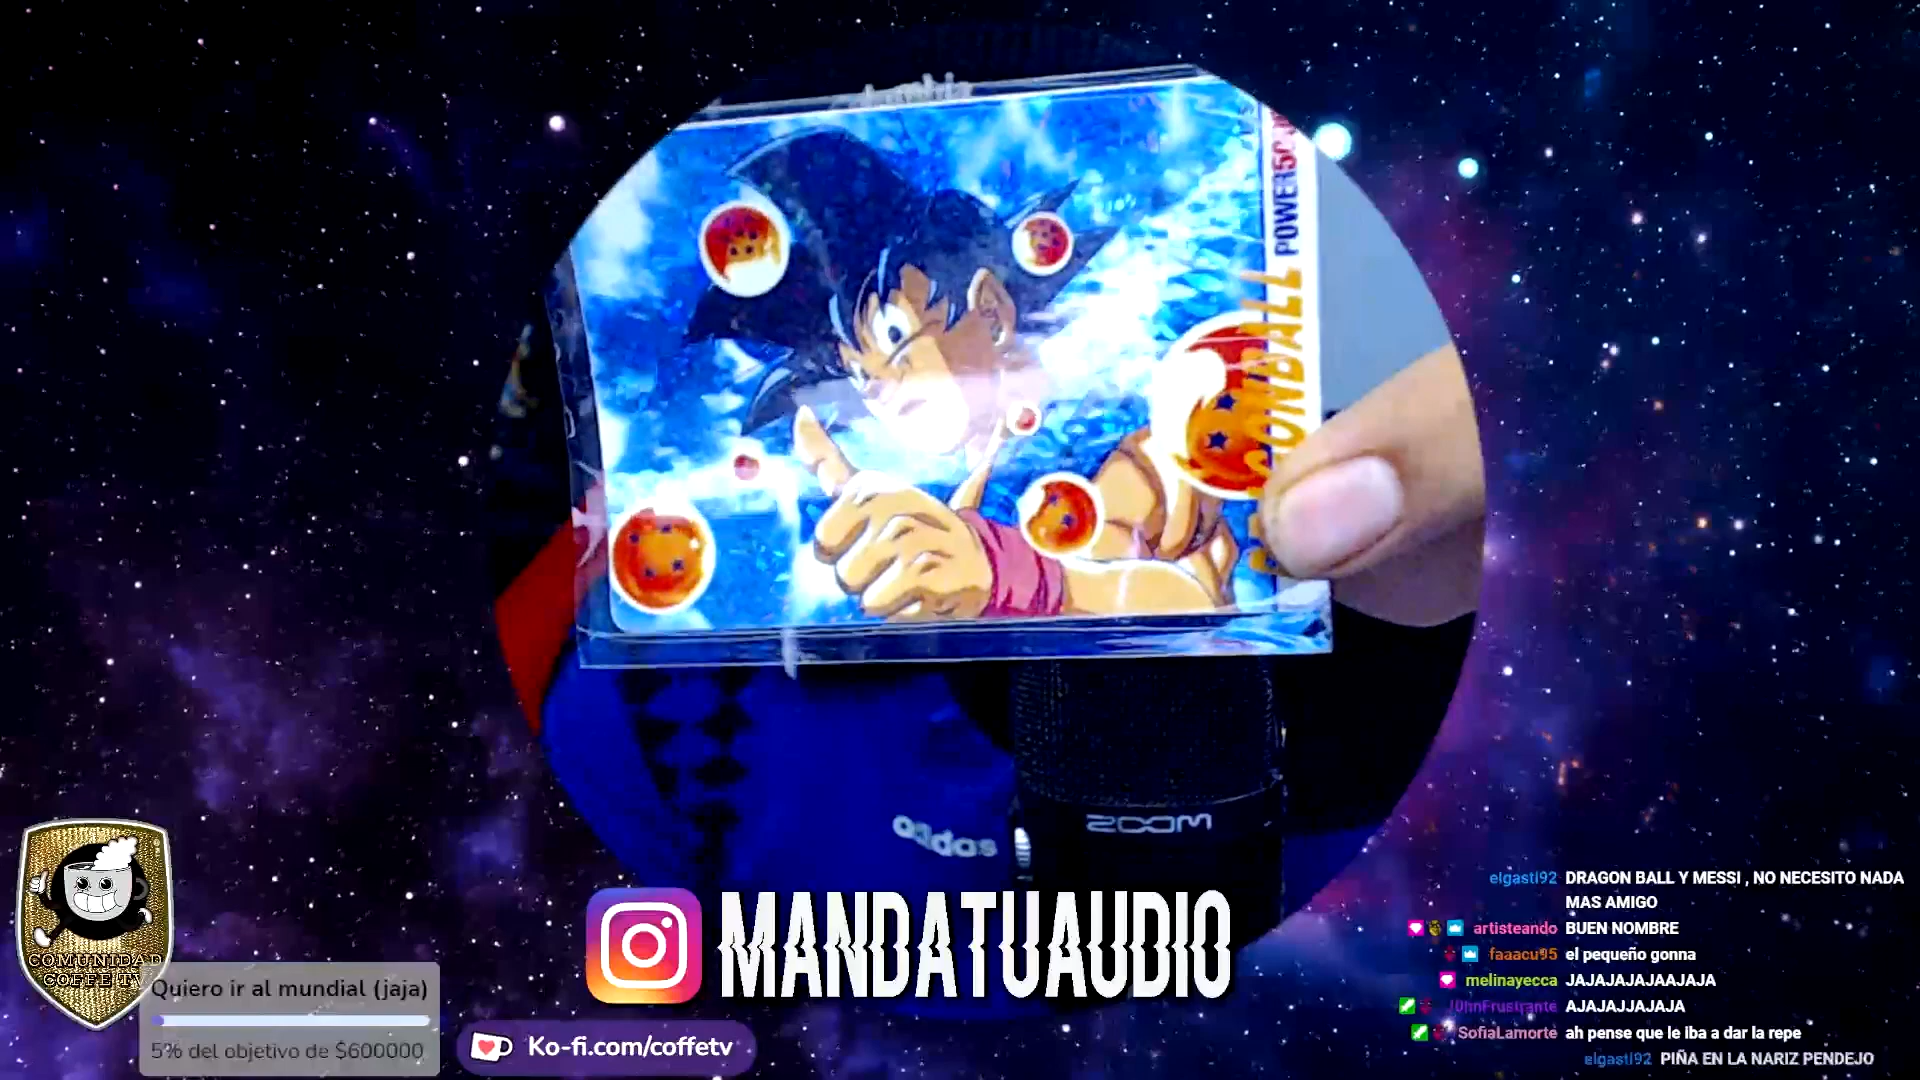 POWER
adidas
ZOOM
COMUNIDAD
COFFE TV
Quiero ir al mundial (jaja)
5% del objetivo de $600000
MANDATUAUDIO
Ko-fi.com/coffetv
elgasti92 DRAGON BALL Y MESSI , NO NECESITO NADA
MAS AMIGO
artisteando BUEN NOMBRE
faaacu95 el pequeño gonna
melinayecca JAJAJAJAJAAJAJA
J0hnFrustrante AJAJAJJAJAJA
SofiaLamorte ah pense que le iba a dar la repe
elgasti92 PIÑA EN LA NARIZ PENDEJO